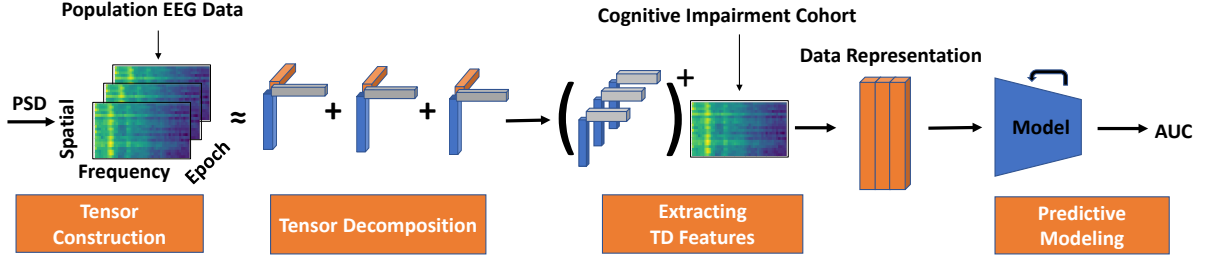 Population EEG Data
PSD
Spatial
Frequency
Epoch
≈
+
+
(
)
+
Cognitive Impairment Cohort
Data Representation
Model
AUC
Tensor
Construction
Tensor Decomposition
Extracting
TD Features
Predictive
Modeling